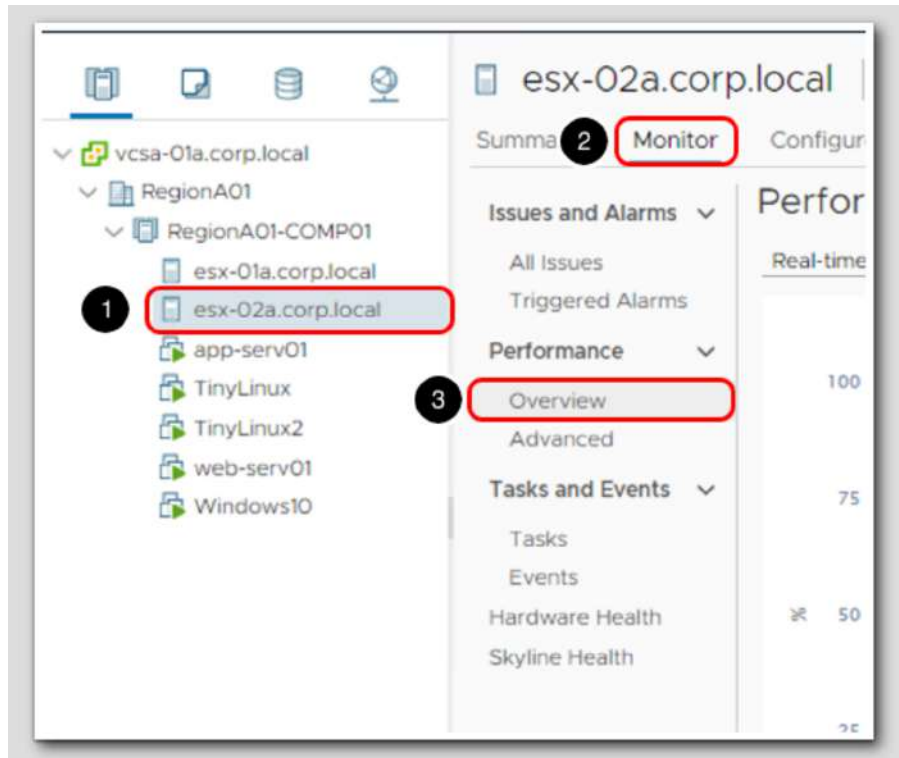 esx-02a.corp.local
Summa 2 Monitor Configur
vcsa-01a.corp.local
RegionA01
RegionA01-COMP01
esx-01a.corp.local
1 esx-02a.corp.local
app-serv01
TinyLinux
TinyLinux2
web-serv01
Windows10
Issues and Alarms
All Issues
Triggered Alarms
Performance
3 Overview
Advanced
Tasks and Events
Tasks
Events
Hardware Health
Skyline Health
Perfor
Real-time
100
75
% 50
25